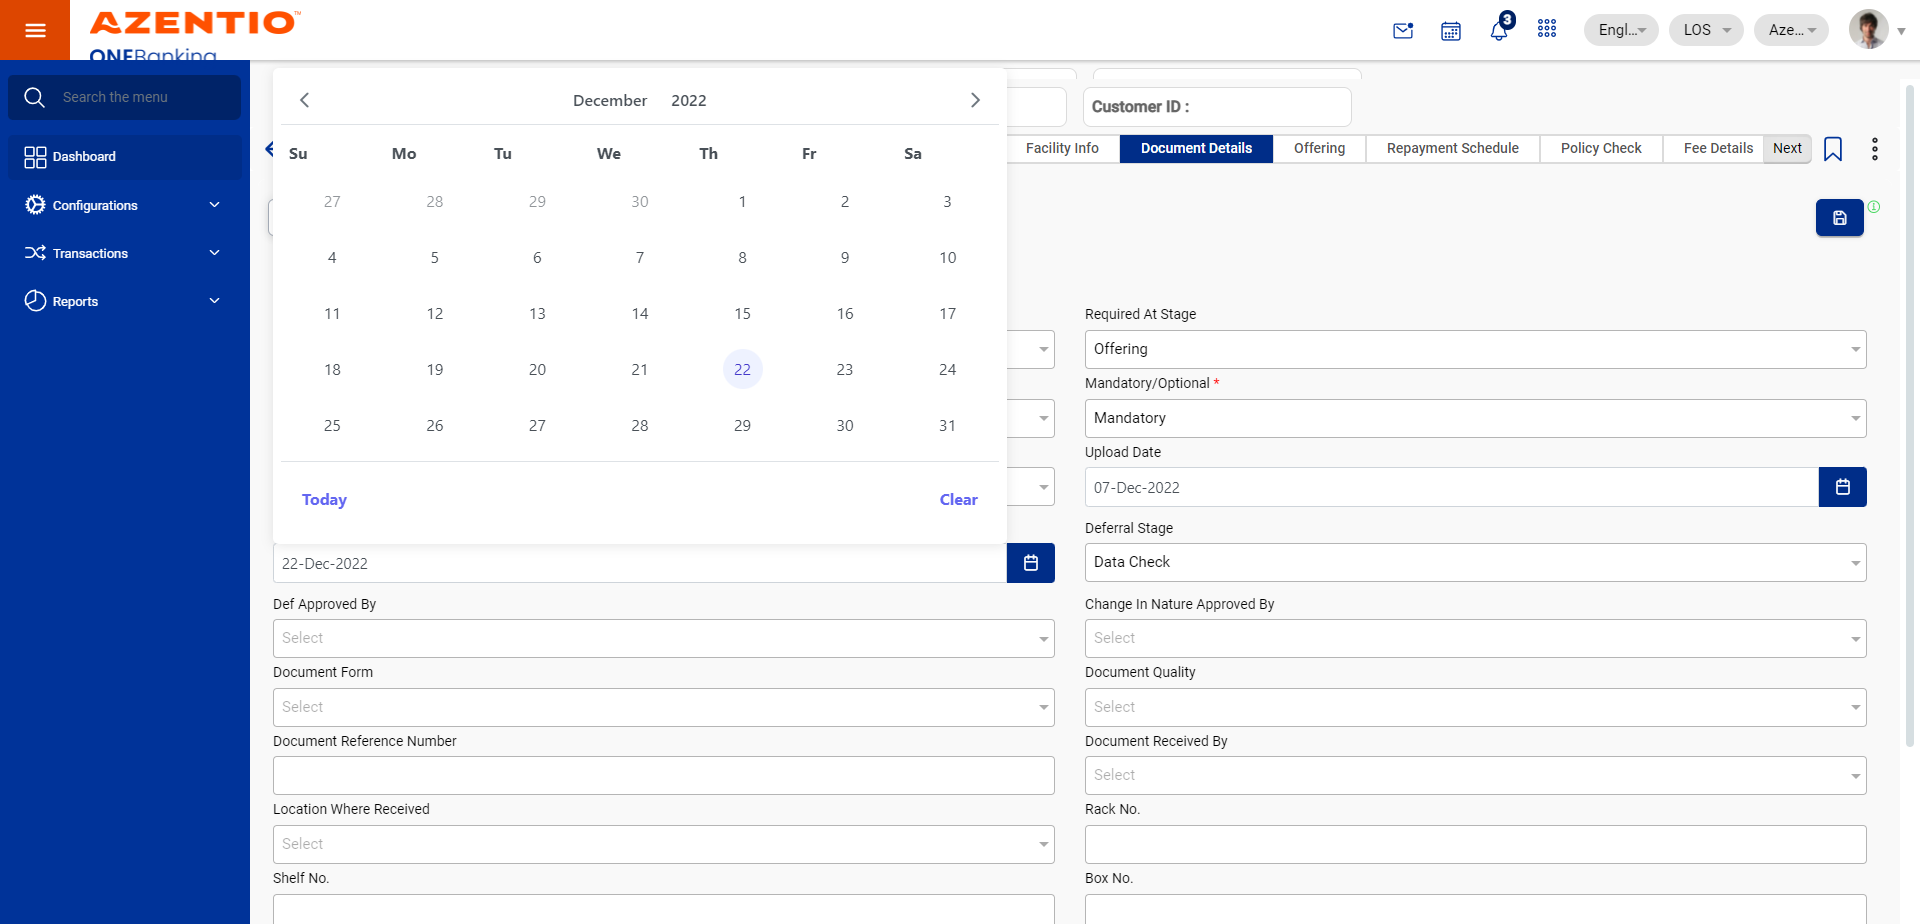 AZENTIO™
ONEBanking
3
Engl...
LOS
Aze...
Search the menu
Dashboard
Configurations
Transactions
Reports
December 2022
Su Mo Tu We Th Fr Sa
27 28 29 30 1 2 3
4 5 6 7 8 9 10
11 12 13 14 15 16 17
18 19 20 21 22 23 24
25 26 27 28 29 30 31
Today Clear
Customer ID :
Facility Info Document Details Offering Repayment Schedule Policy Check Fee Details Next
Required At Stage
Offering
Mandatory/Optional *
Mandatory
Upload Date
07-Dec-2022
Deferral Stage
22-Dec-2022 Data Check
Def Approved By Change In Nature Approved By
Select Select
Document Form Document Quality
Select Select
Document Reference Number Document Received By
Select
Location Where Received Rack No.
Select
Shelf No. Box No.